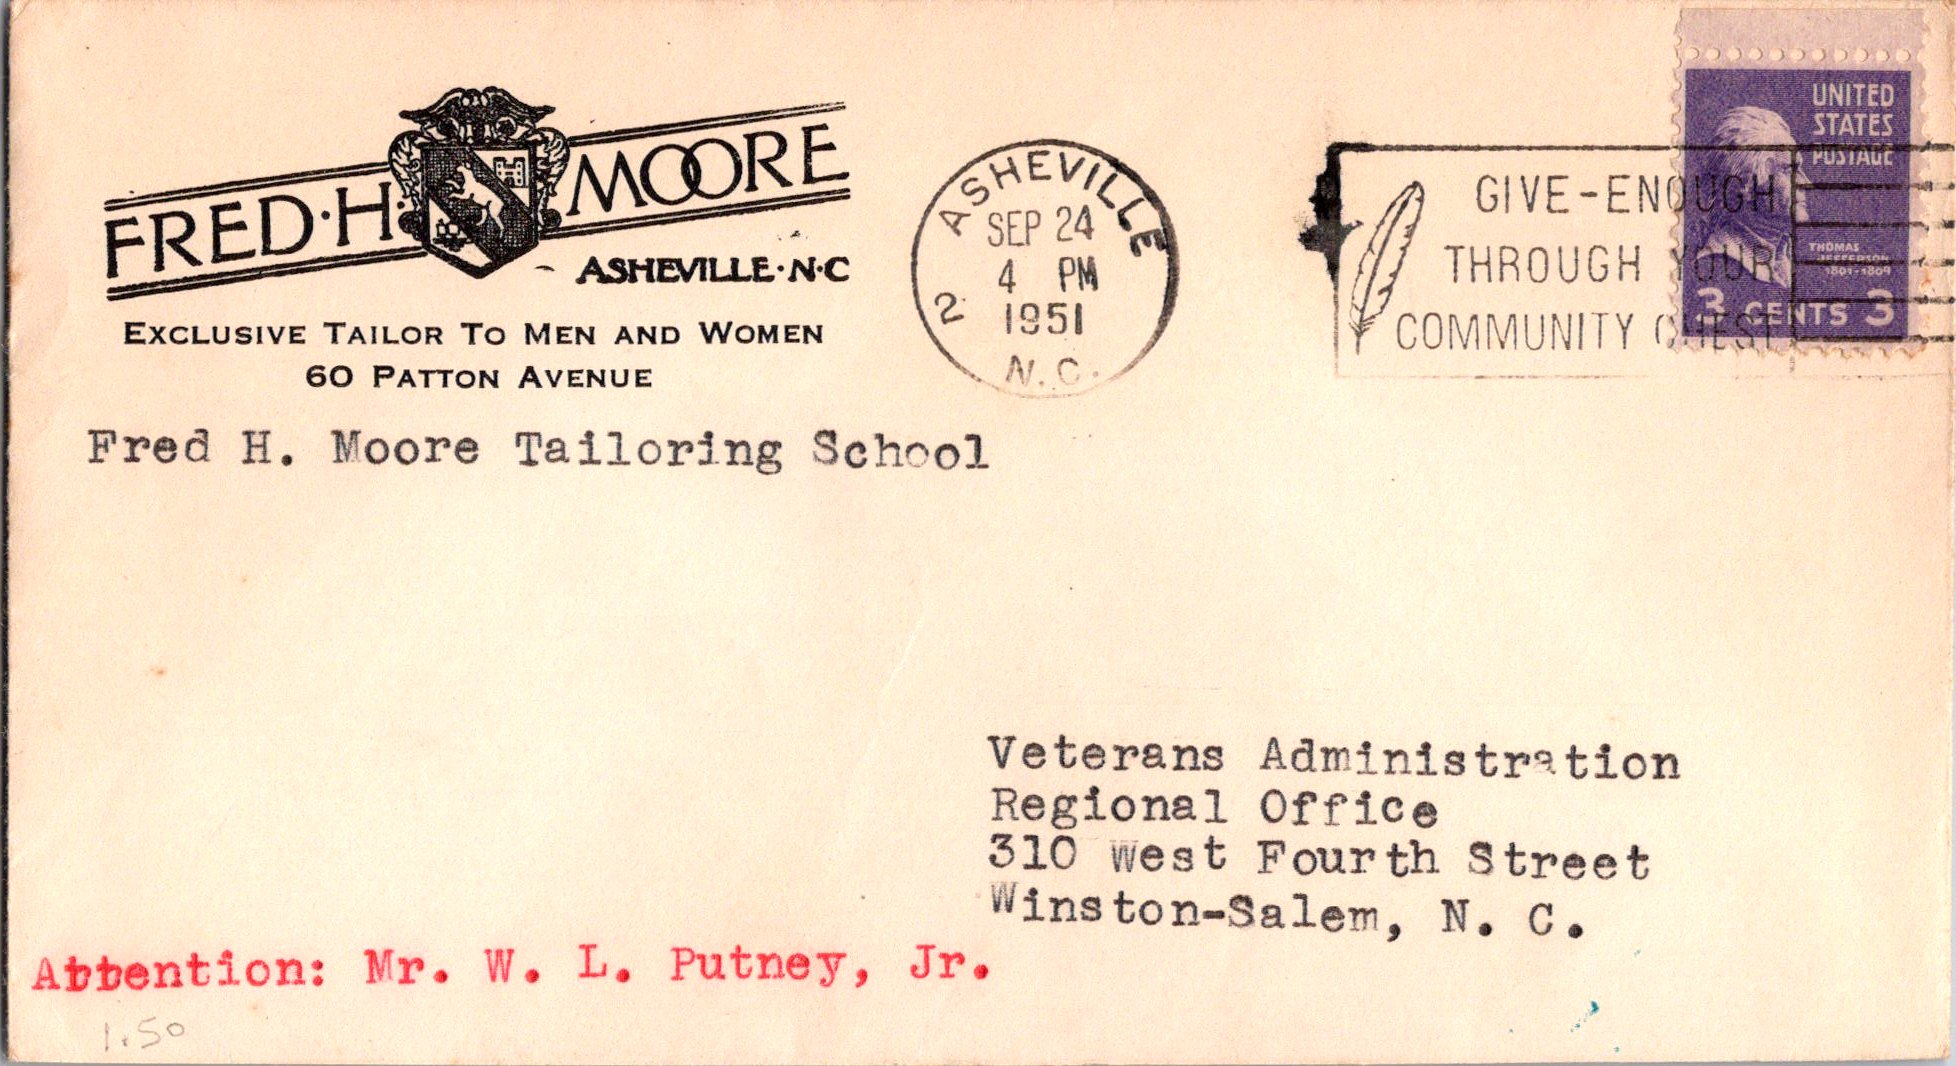 FRED·H·MOORE
ASHEVILLE·N·C
EXCLUSIVE TAILOR TO MEN AND WOMEN
60 PATTON AVENUE
Fred H. Moore Tailoring School
ASHEVILLE
SEP 24
4 PM
1951
2
N.C.
GIVE-ENOUGH
THROUGH YOUR
COMMUNITY CHEST
UNITED
STATES
POSTAGE
THOMAS
JEFFERSON
1801-1809
3 CENTS 3
Veterans Administration
Regional Office
310 West Fourth Street
Winston-Salem, N. C.
Attention: Mr. W. L. Putney, Jr.
1.50